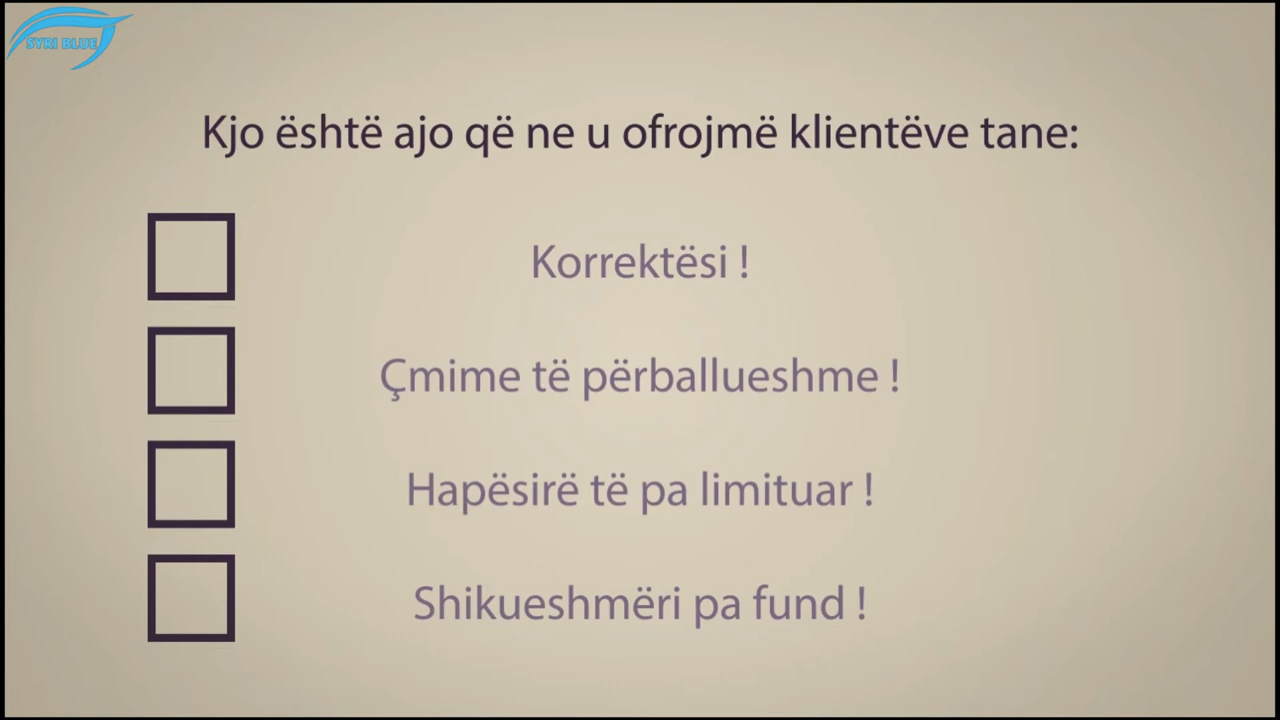 SYRI BLUE
Kjo është ajo që ne u ofrojmë klientëve tane:
Korrektësi !
Çmime të përballueshme !
Hapësirë të pa limituar !
Shikueshmëri pa fund !